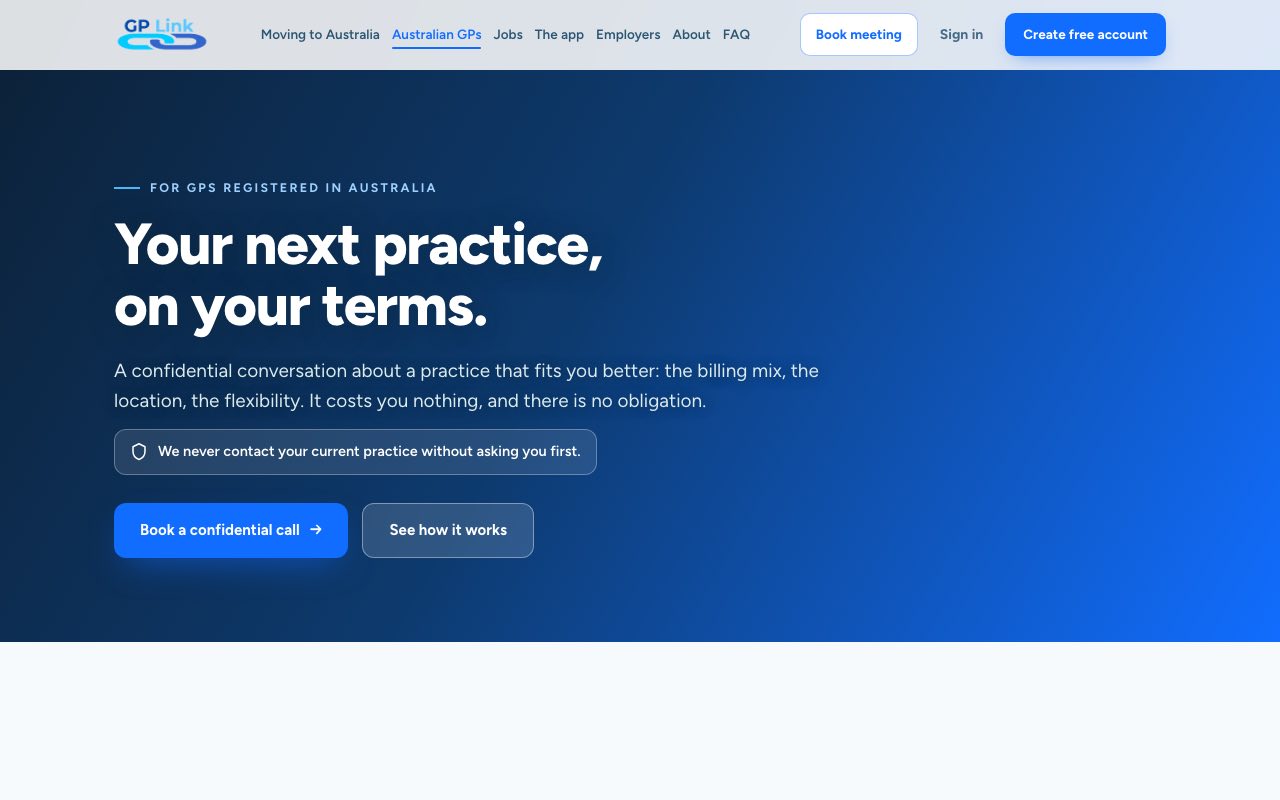 GP Link
Moving to Australia
Australian GPs
Jobs
The app
Employers
About
FAQ
Book meeting
Sign in
Create free account
FOR GPS REGISTERED IN AUSTRALIA
Your next practice,
on your terms.
A confidential conversation about a practice that fits you better: the billing mix, the
location, the flexibility. It costs you nothing, and there is no obligation.
We never contact your current practice without asking you first.
Book a confidential call →
See how it works